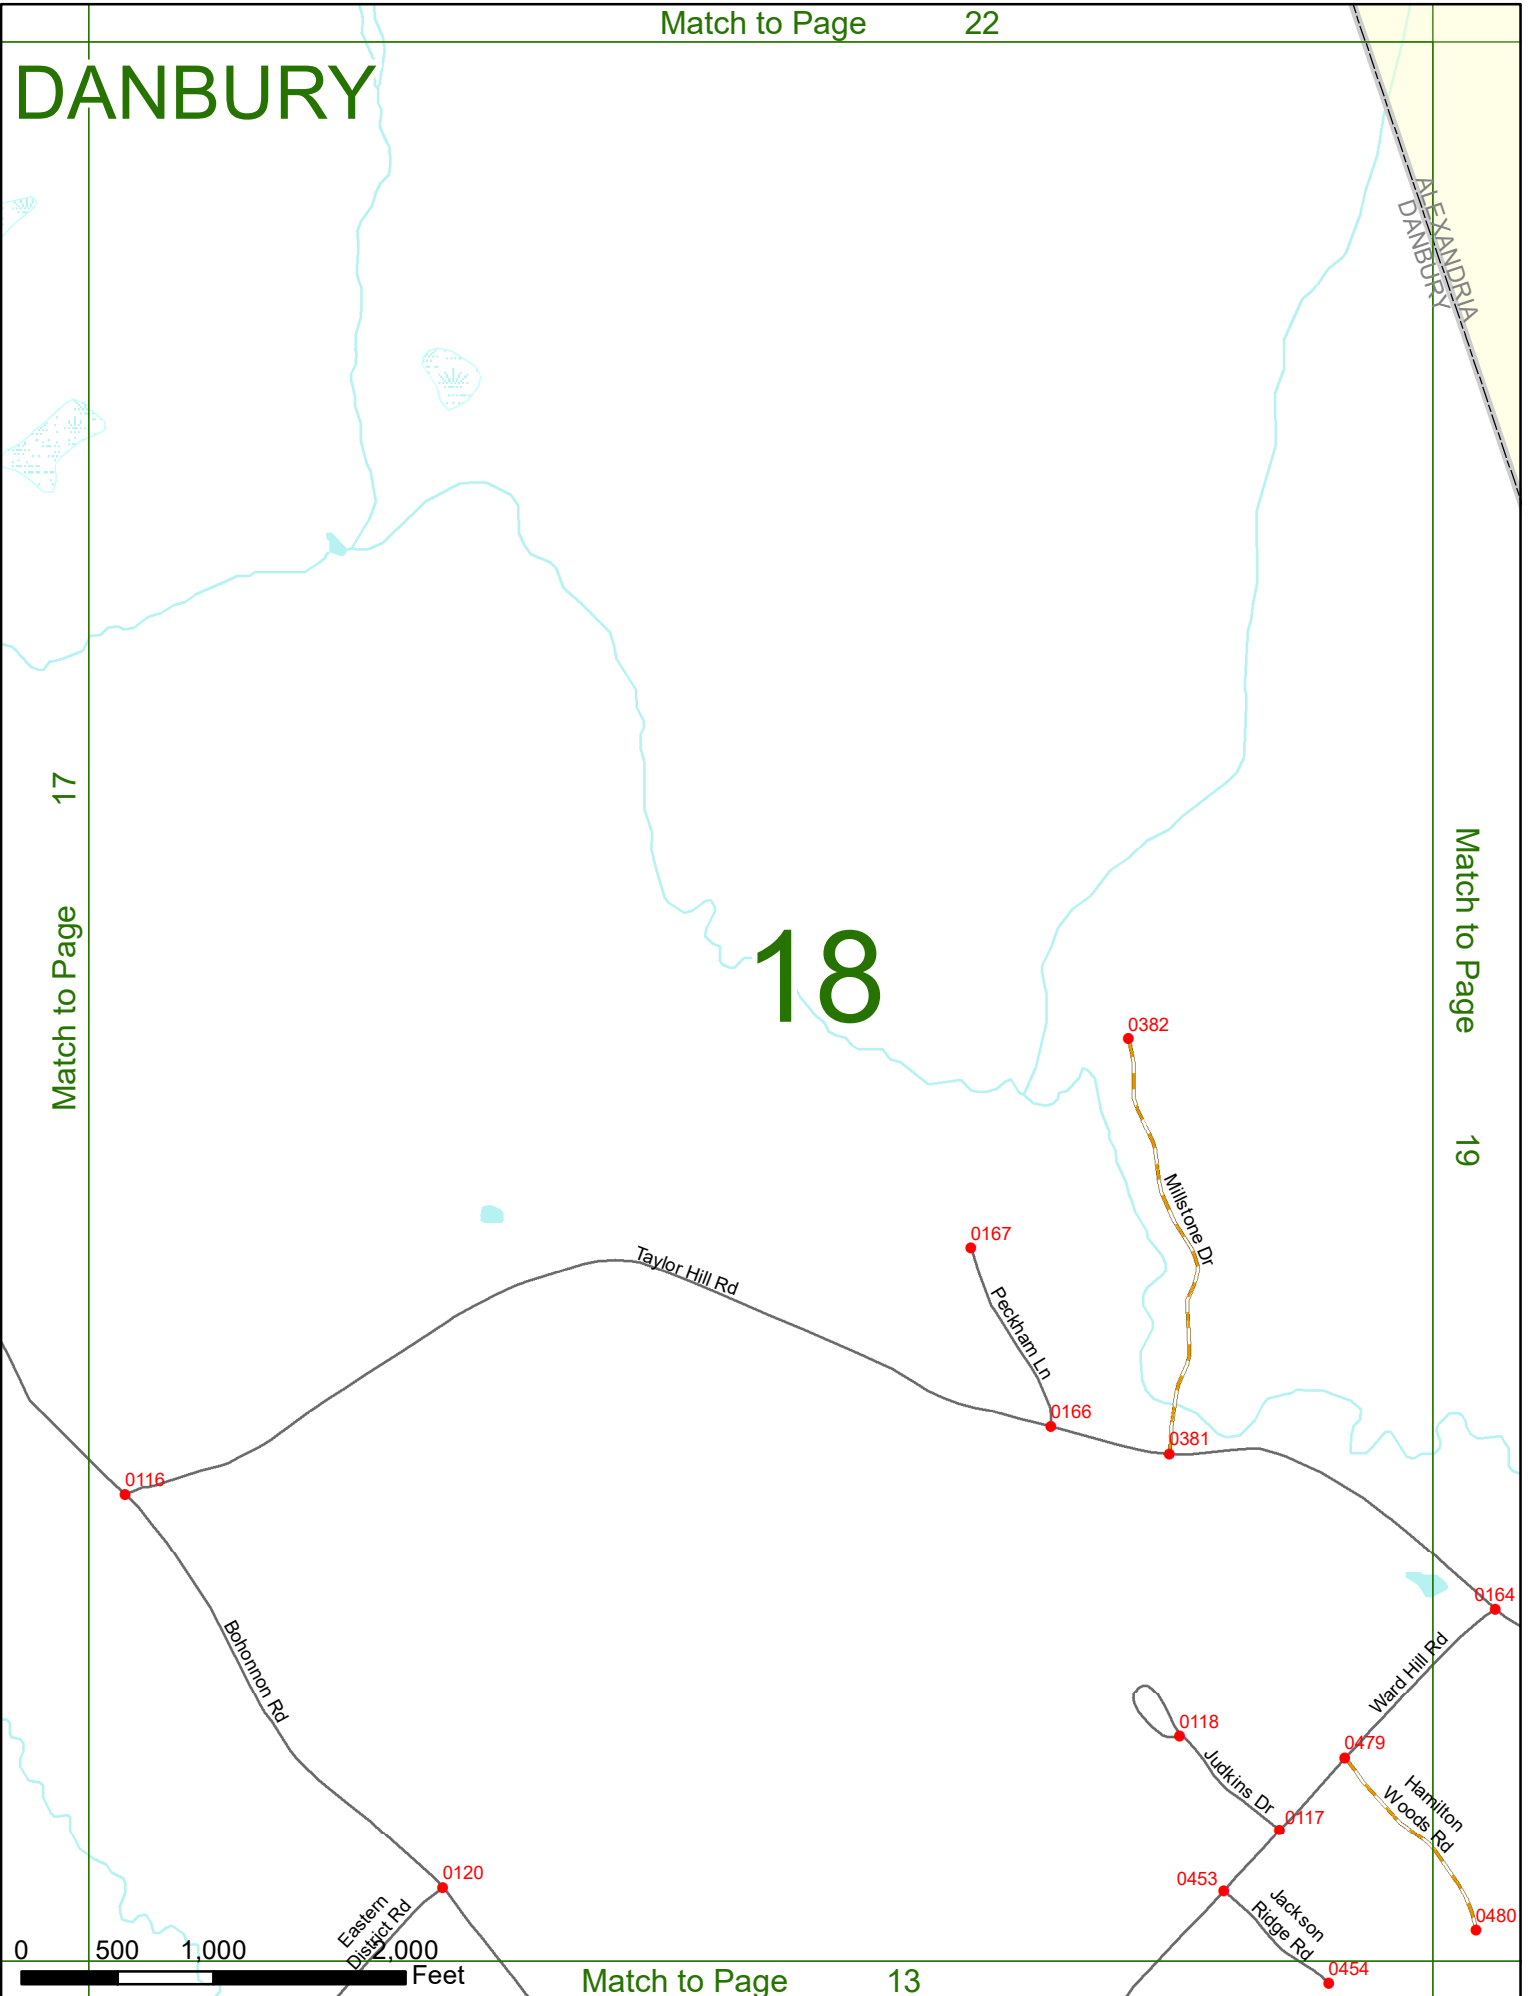 Match to Page 22
DANBURY
ALEXANDRIA
DANBURY
Match to Page 17
Match to Page 19
18
0382
Millstone Dr
0167
Peckham Ln
Taylor Hill Rd
0166
0381
0116
0164
Bohonnon Rd
Ward Hill Rd
0118
0479
Judkins Dr
Hamilton
Woods Rd
0117
0120
0453
Eastern
District Rd
Jackson
Ridge Rd
0480
0454
0 500 1,000 2,000
Feet
Match to Page 13